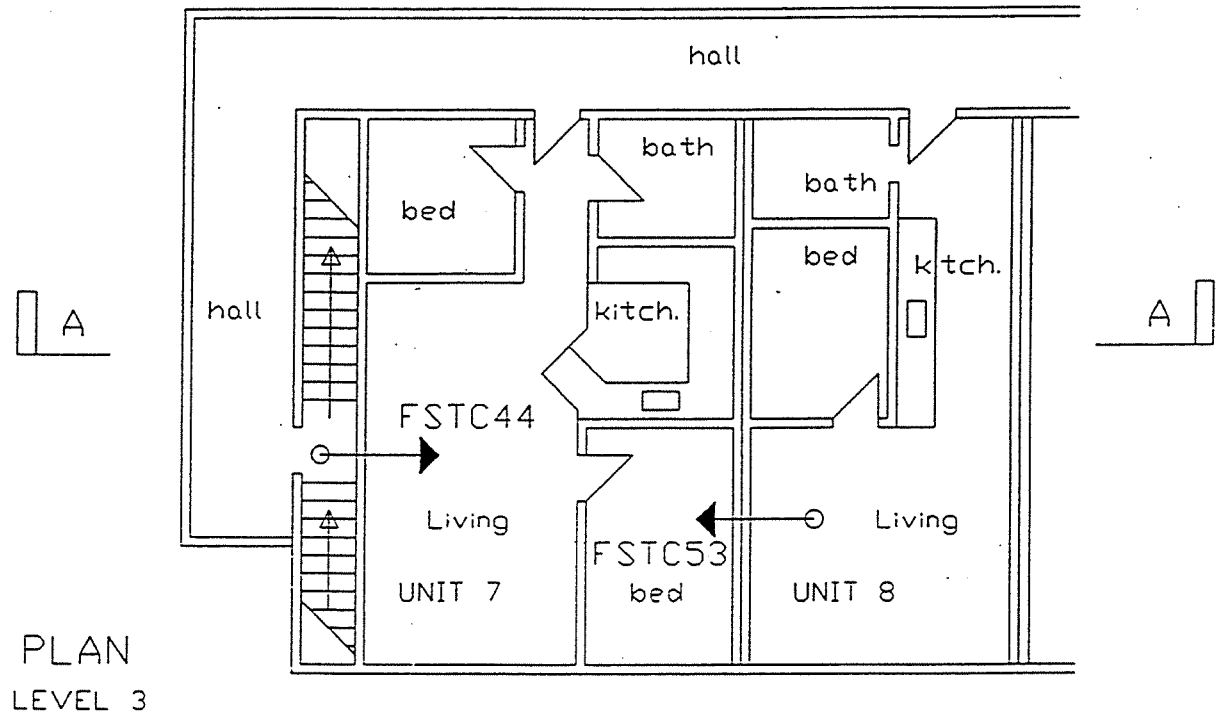 hall
bath
bath
bed
bed
kitch.
hall
kitch.
A
A
FSTC44
Living
Living
FSTC53
UNIT 7
bed
UNIT 8
PLAN
LEVEL 3